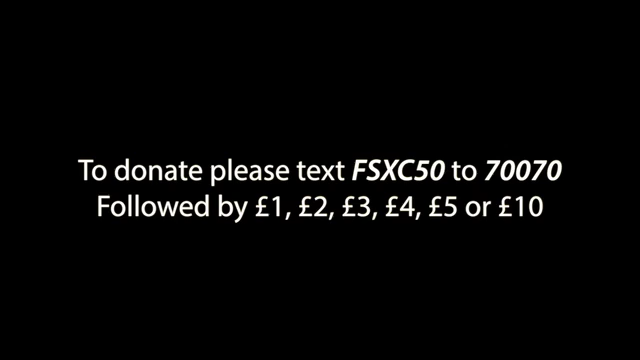 To donate please text FSXC50 to 70070
Followed by £1, £2, £3, £4, £5 or £10